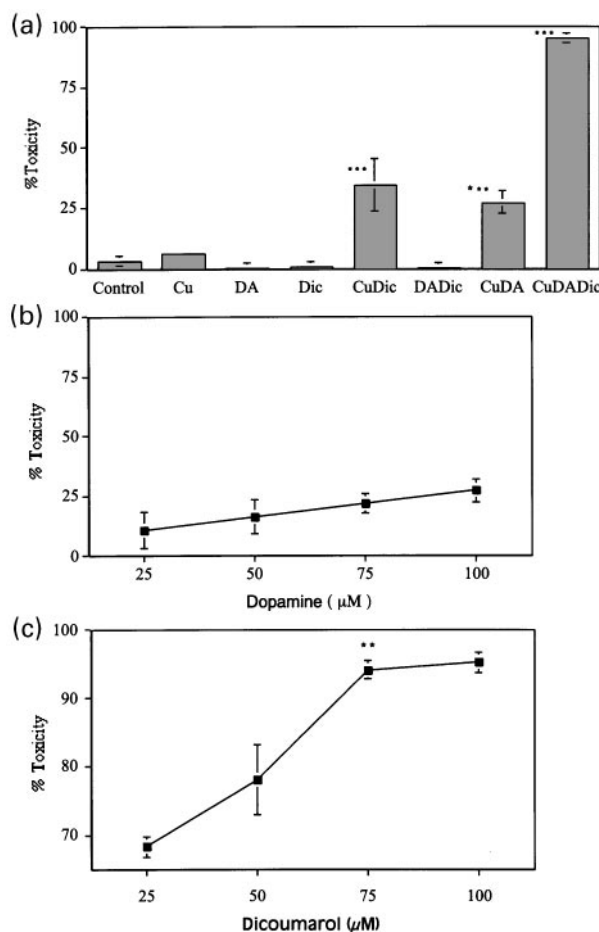 (a)
100
75
50
25
0
%Toxicity
***
***
***
Control Cu DA Dic CuDic DADic CuDA CuDADic
(b)
100
75
50
25
0
% Toxicity
25 50 75 100
Dopamine ( μM )
(c)
100
90
80
70
% Toxicity
**
25 50 75 100
Dicoumarol (μM)